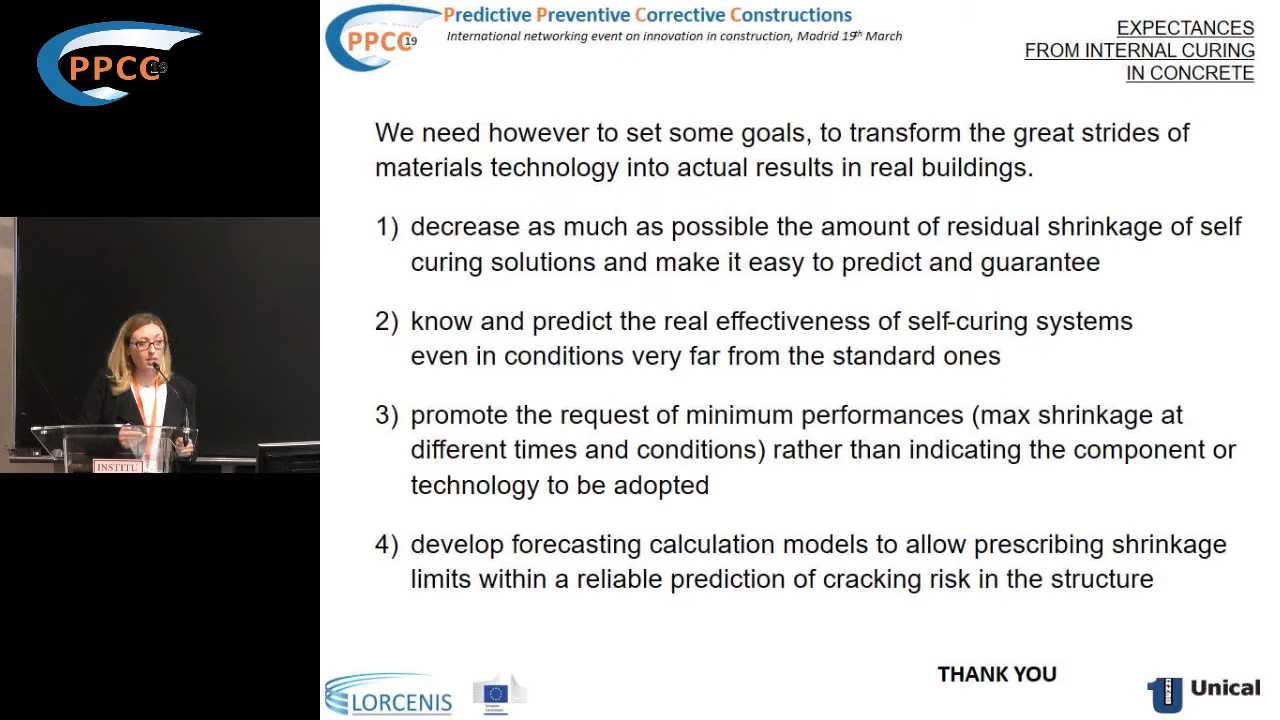 PPCC19
Predictive Preventive Corrective Constructions
International networking event on innovation in construction, Madrid 19th March
PPCC19
EXPECTANCES
FROM INTERNAL CURING
IN CONCRETE
We need however to set some goals, to transform the great strides of
materials technology into actual results in real buildings.
1) decrease as much as possible the amount of residual shrinkage of self
curing solutions and make it easy to predict and guarantee
2) know and predict the real effectiveness of self-curing systems
even in conditions very far from the standard ones
3) promote the request of minimum performances (max shrinkage at
different times and conditions) rather than indicating the component or
technology to be adopted
4) develop forecasting calculation models to allow prescribing shrinkage
limits within a reliable prediction of cracking risk in the structure
INSTITU
THANK YOU
LORCENIS
Unical